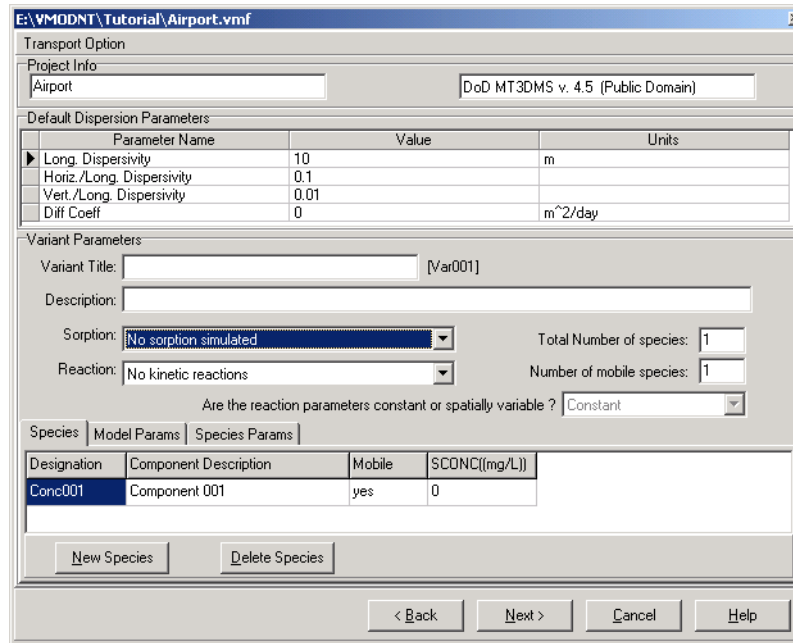 E:\VMODNT\Tutorial\Airport.vmf
Transport Option
Project Info
Airport DoD MT3DMS v. 4.5 (Public Domain)
Default Dispersion Parameters
Parameter Name Value Units
Long. Dispersivity 10 m
Horiz./Long. Dispersivity 0.1
Vert./Long. Dispersivity 0.01
Diff Coeff 0 m^2/day
Variant Parameters
Variant Title: [Var001]
Description:
Sorption: No sorption simulated Total Number of species: 1
Reaction: No kinetic reactions Number of mobile species: 1
Are the reaction parameters constant or spatially variable ? Constant
Species Model Params Species Params
Designation Component Description Mobile SCONC((mg/L))
Conc001 Component 001 yes 0
New Species Delete Species
< Back Next > Cancel Help